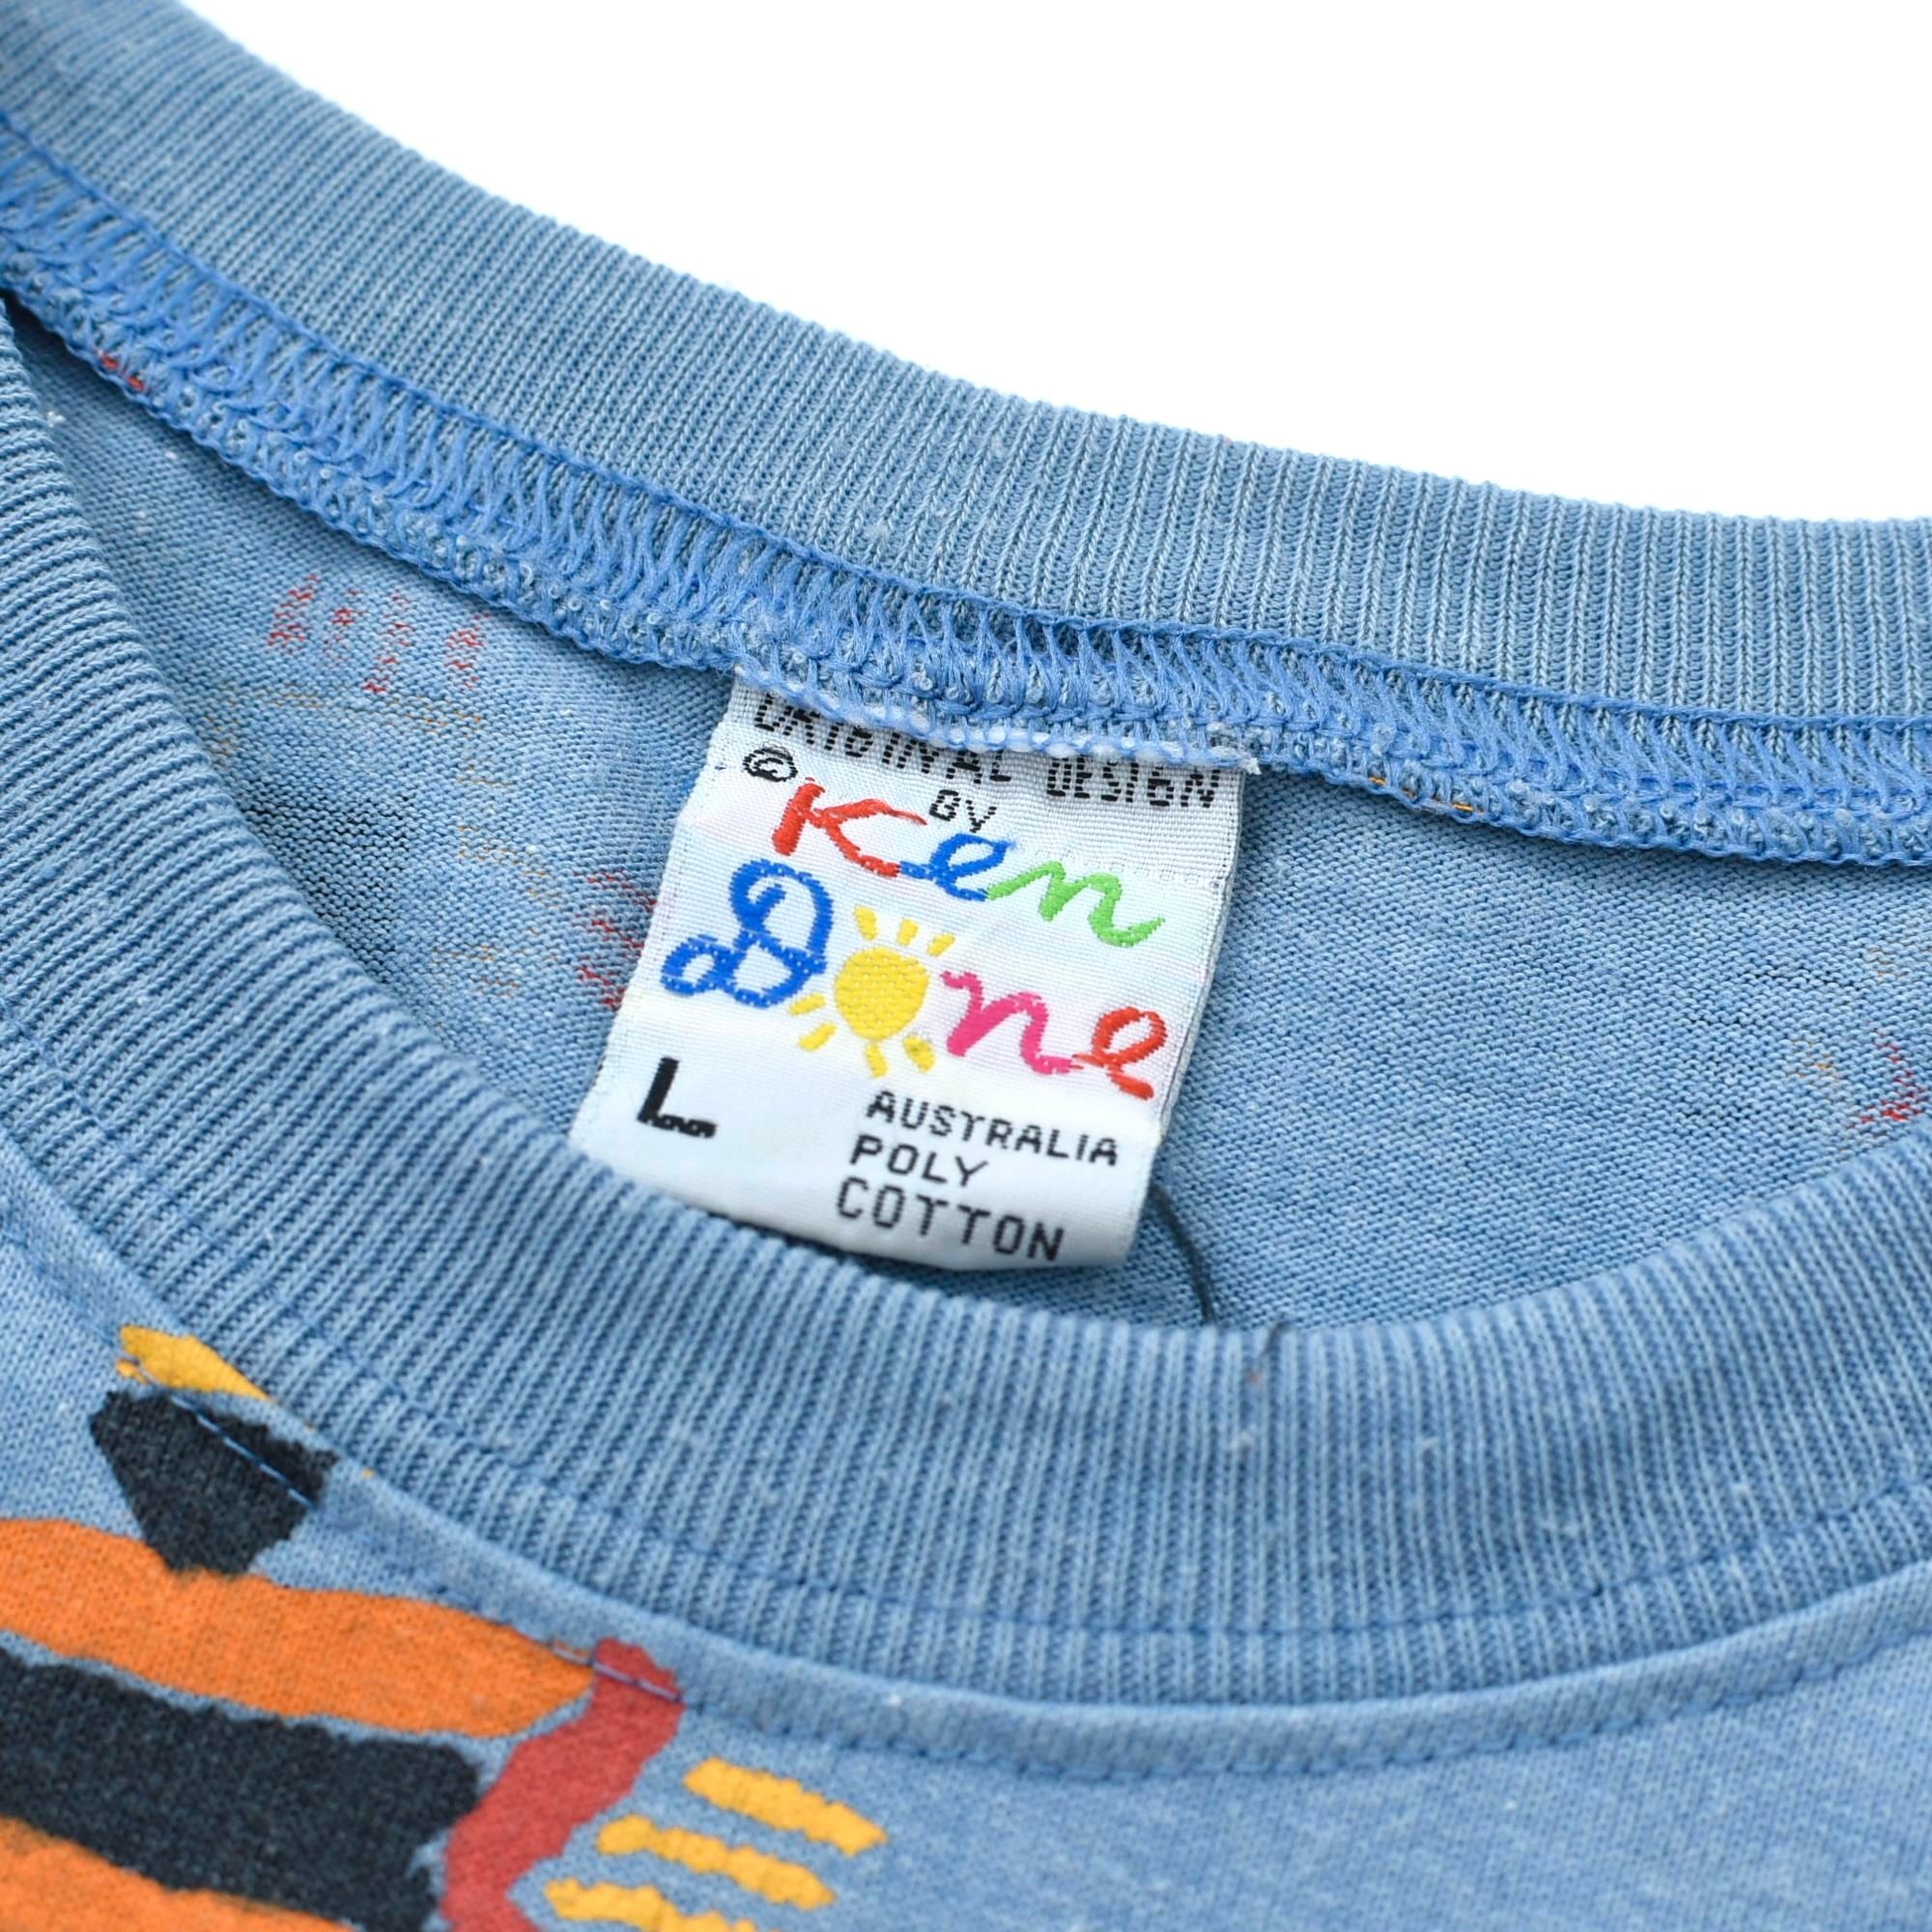 ORIGINAL DESIGN
© BY
Ken
Done
L
AUSTRALIA
POLY
COTTON